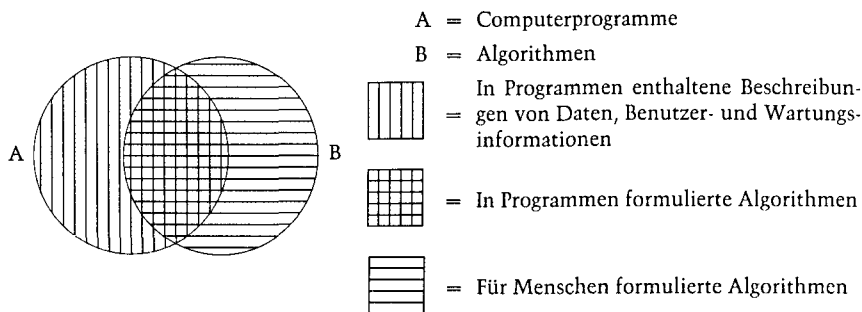 A = Computerprogramme
B = Algorithmen
A
B
In Programmen enthaltene Beschreibun-
= gen von Daten, Benutzer- und Wartungs-
informationen
= In Programmen formulierte Algorithmen
= Für Menschen formulierte Algorithmen